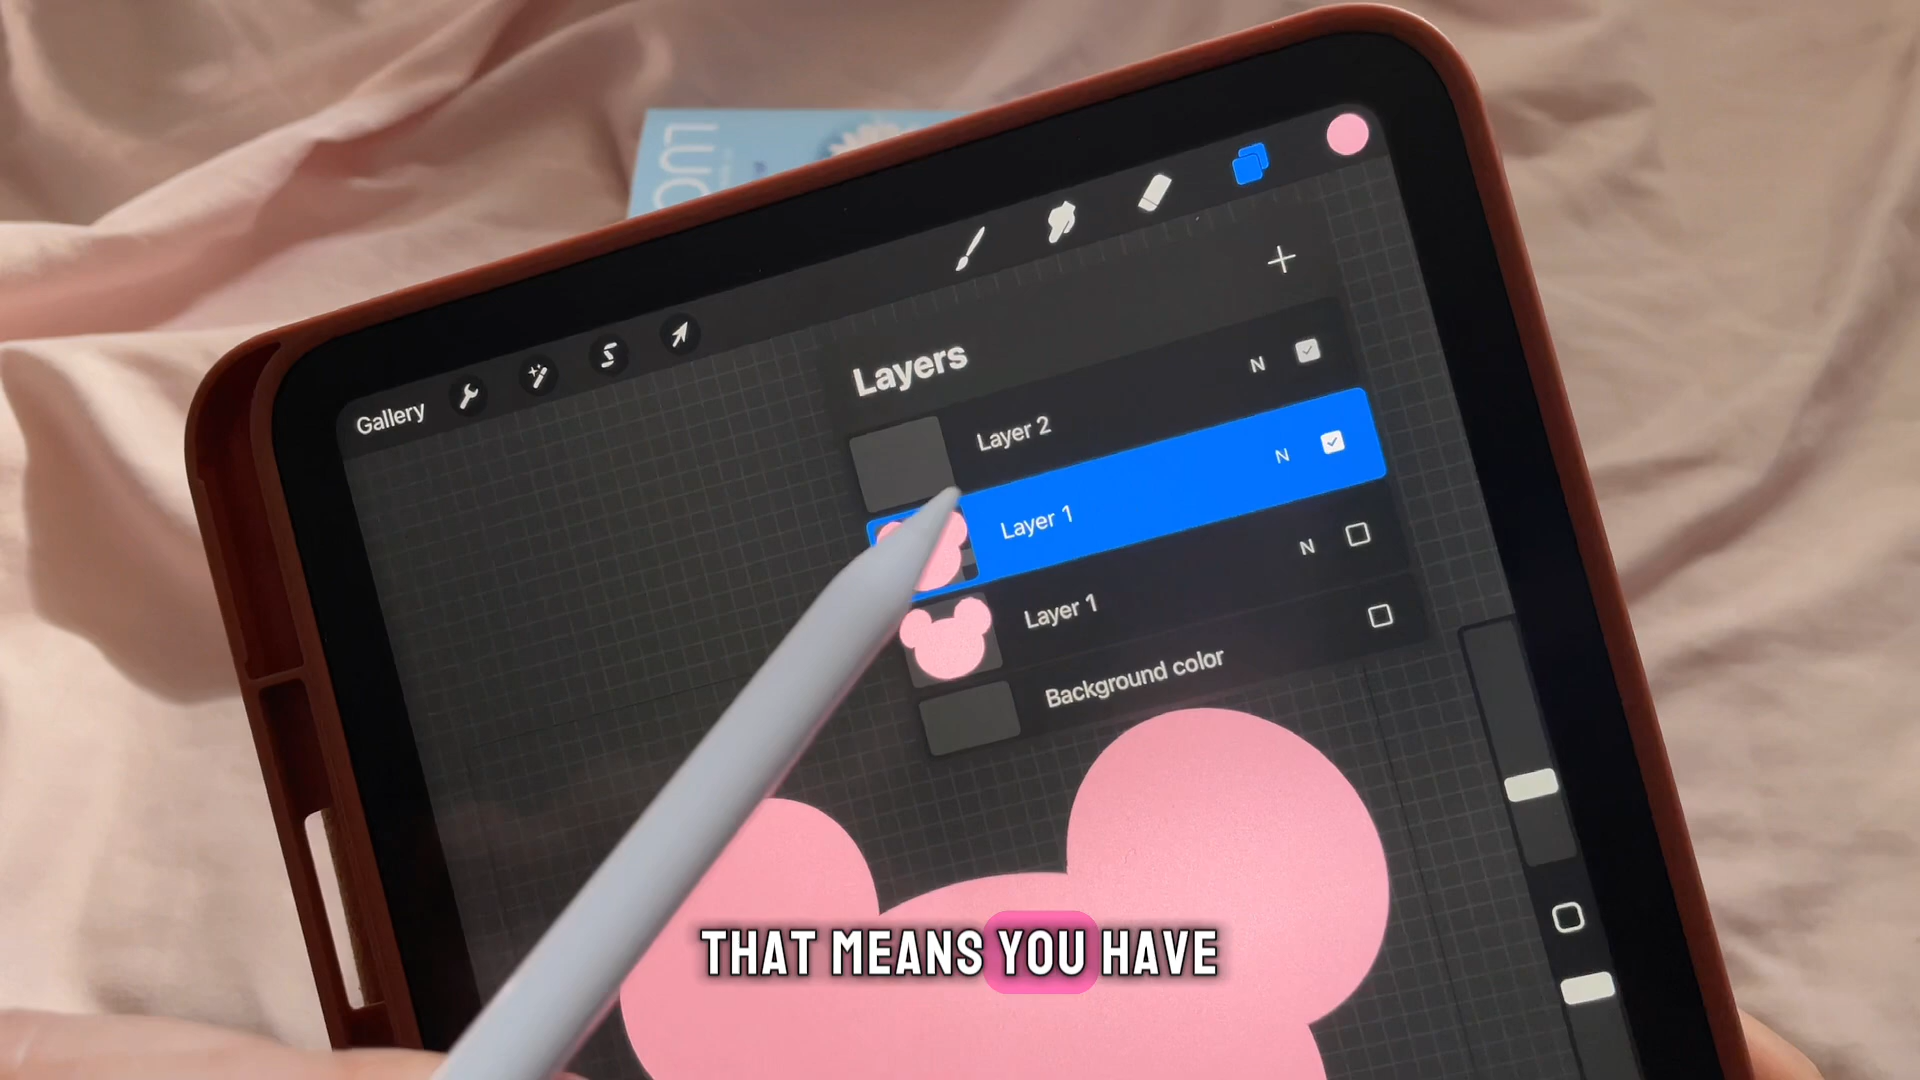 Gallery
Layers
Layer 2
N
Layer 1
N
Layer 1
N
Background color
THAT MEANS YOU HAVE